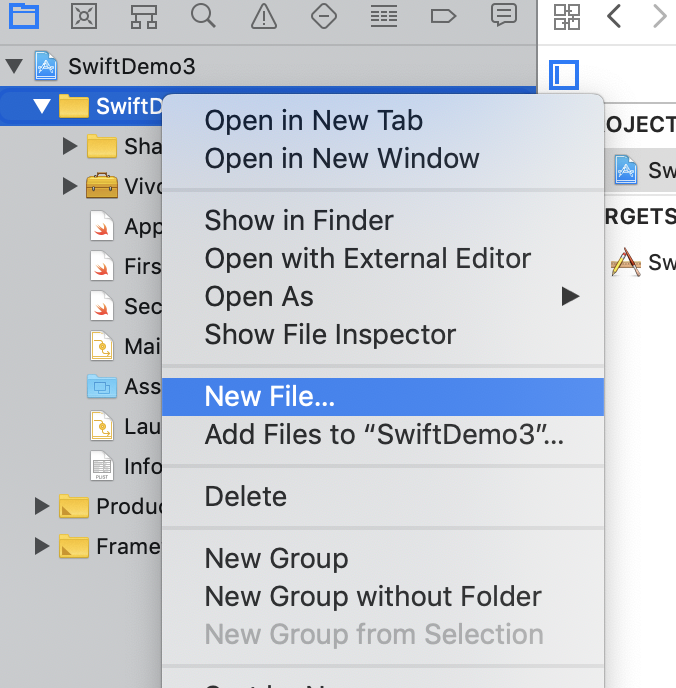 SwiftDemo3
SwiftD
Sha
Vivo
App
Firs
Sec
Mai
Ass
Lau
Info
PLIST
Produ
Frame
Open in New Tab
Open in New Window
Show in Finder
Open with External Editor
Open As
Show File Inspector
New File...
Add Files to “SwiftDemo3”...
Delete
New Group
New Group without Folder
New Group from Selection
OJECT
Sw
RGETS
Sw